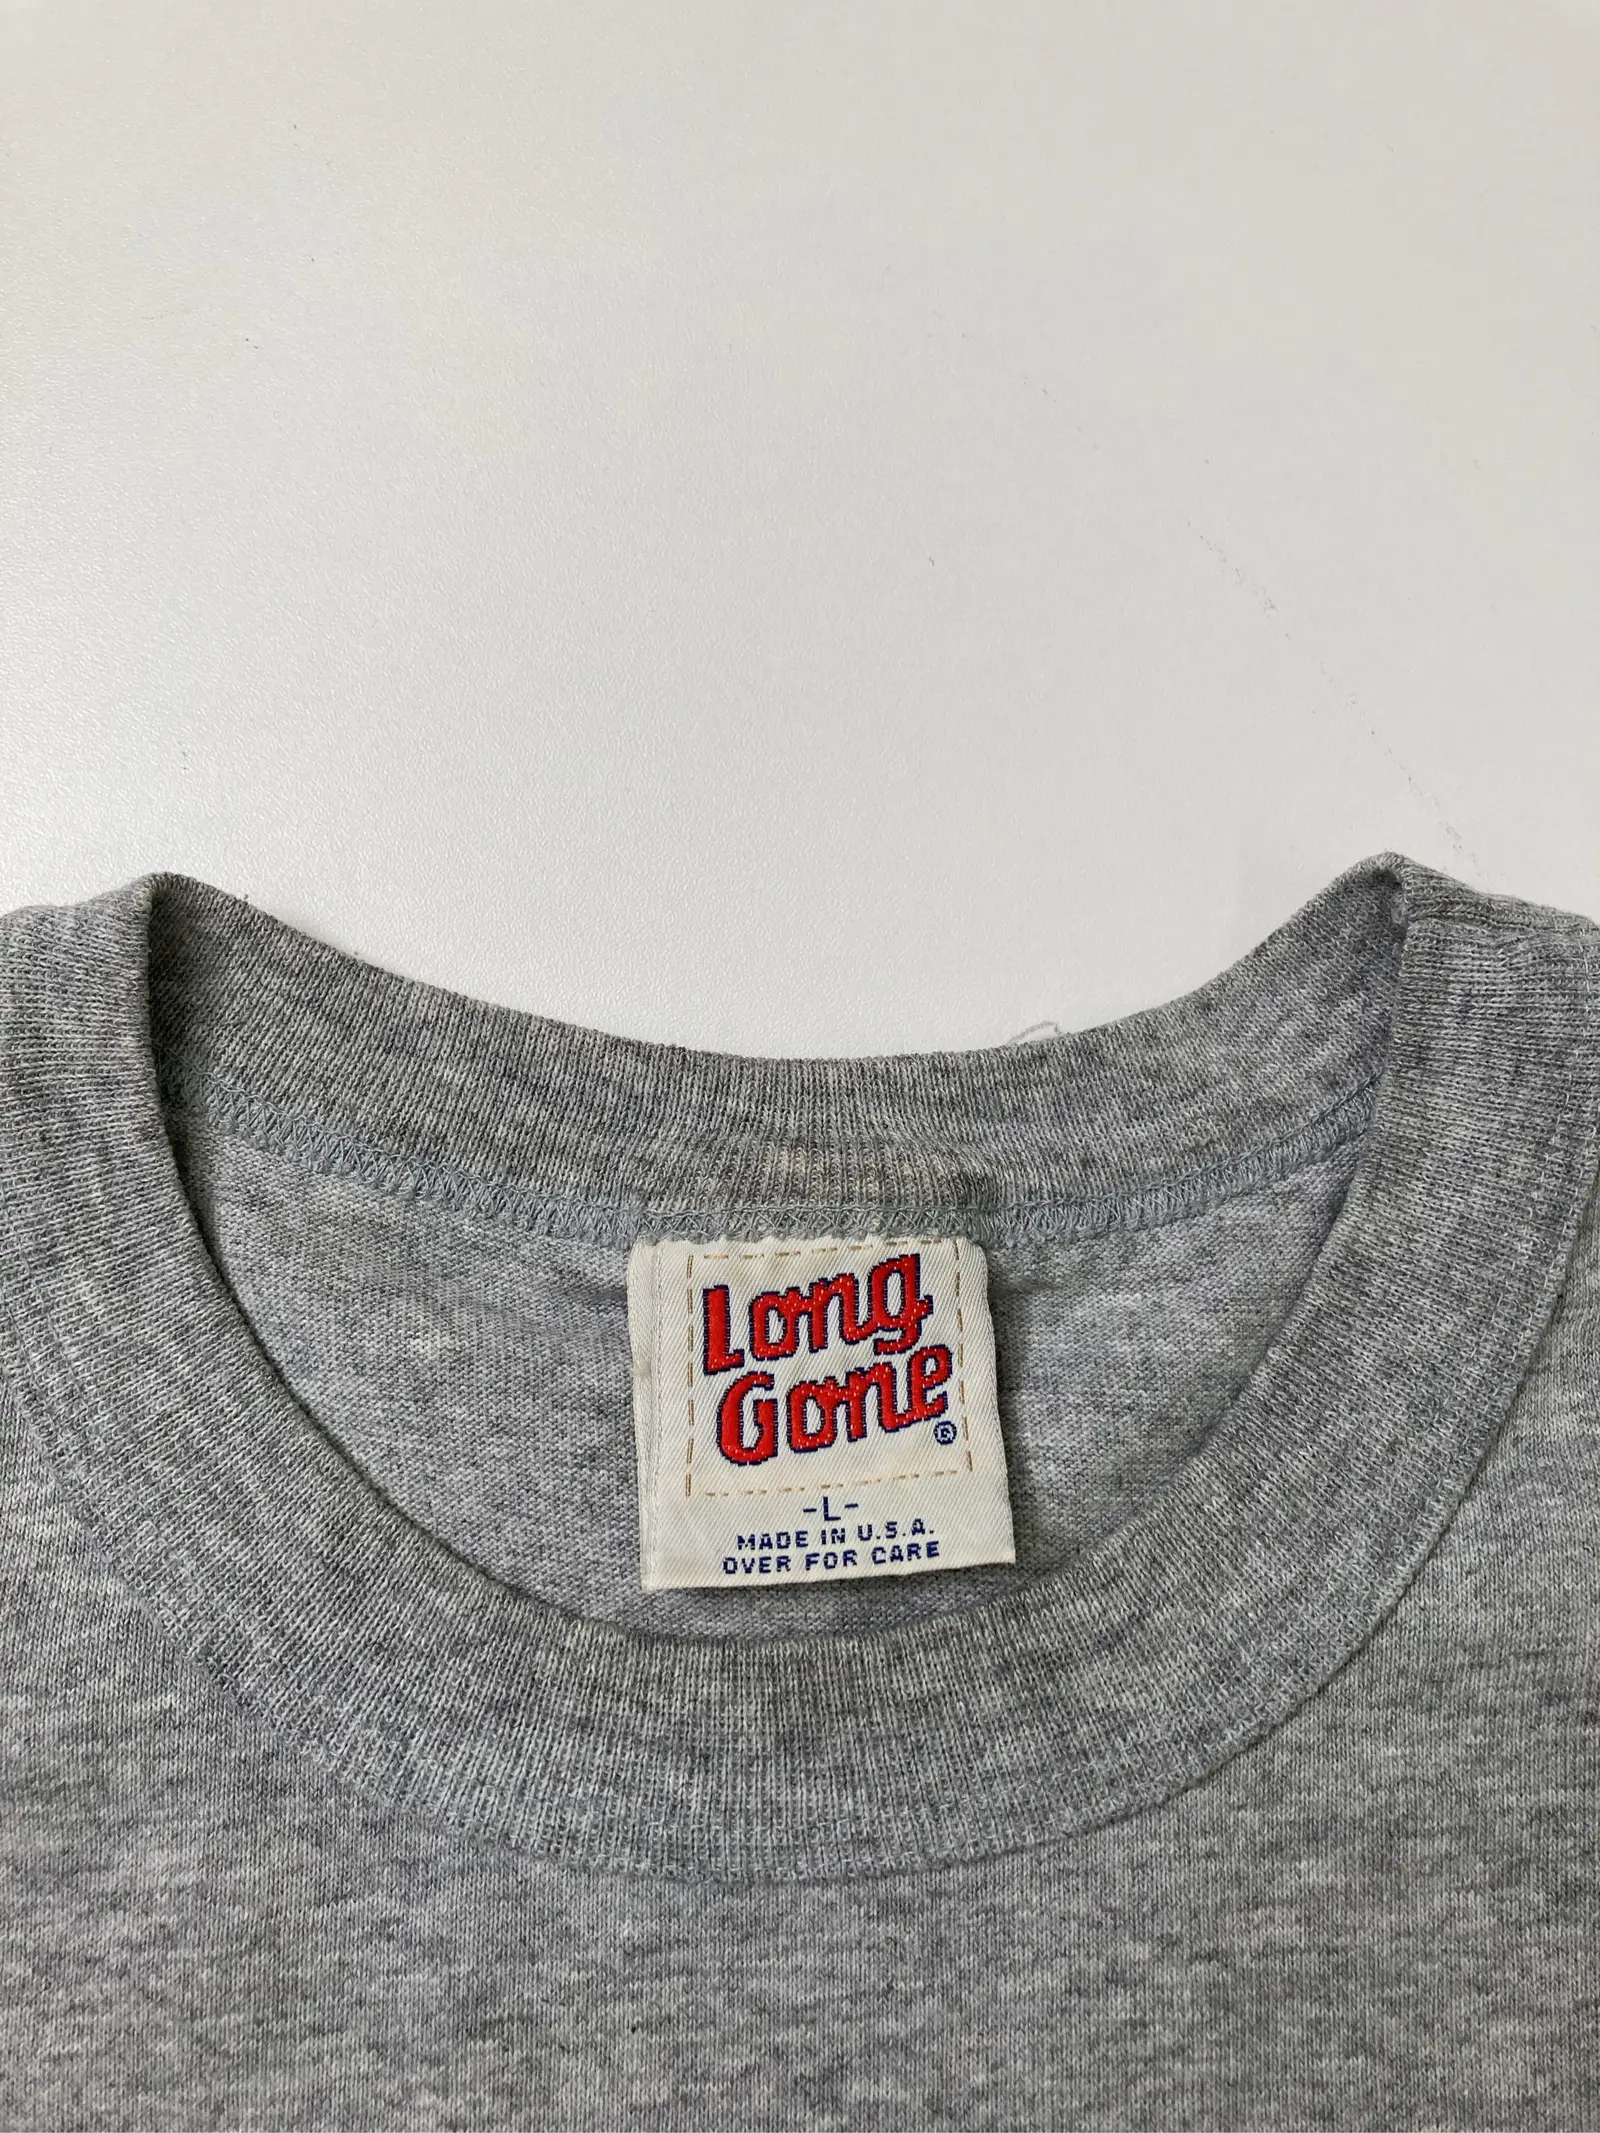 Long
Gone
-L-
MADE IN U.S.A.
OVER FOR CARE